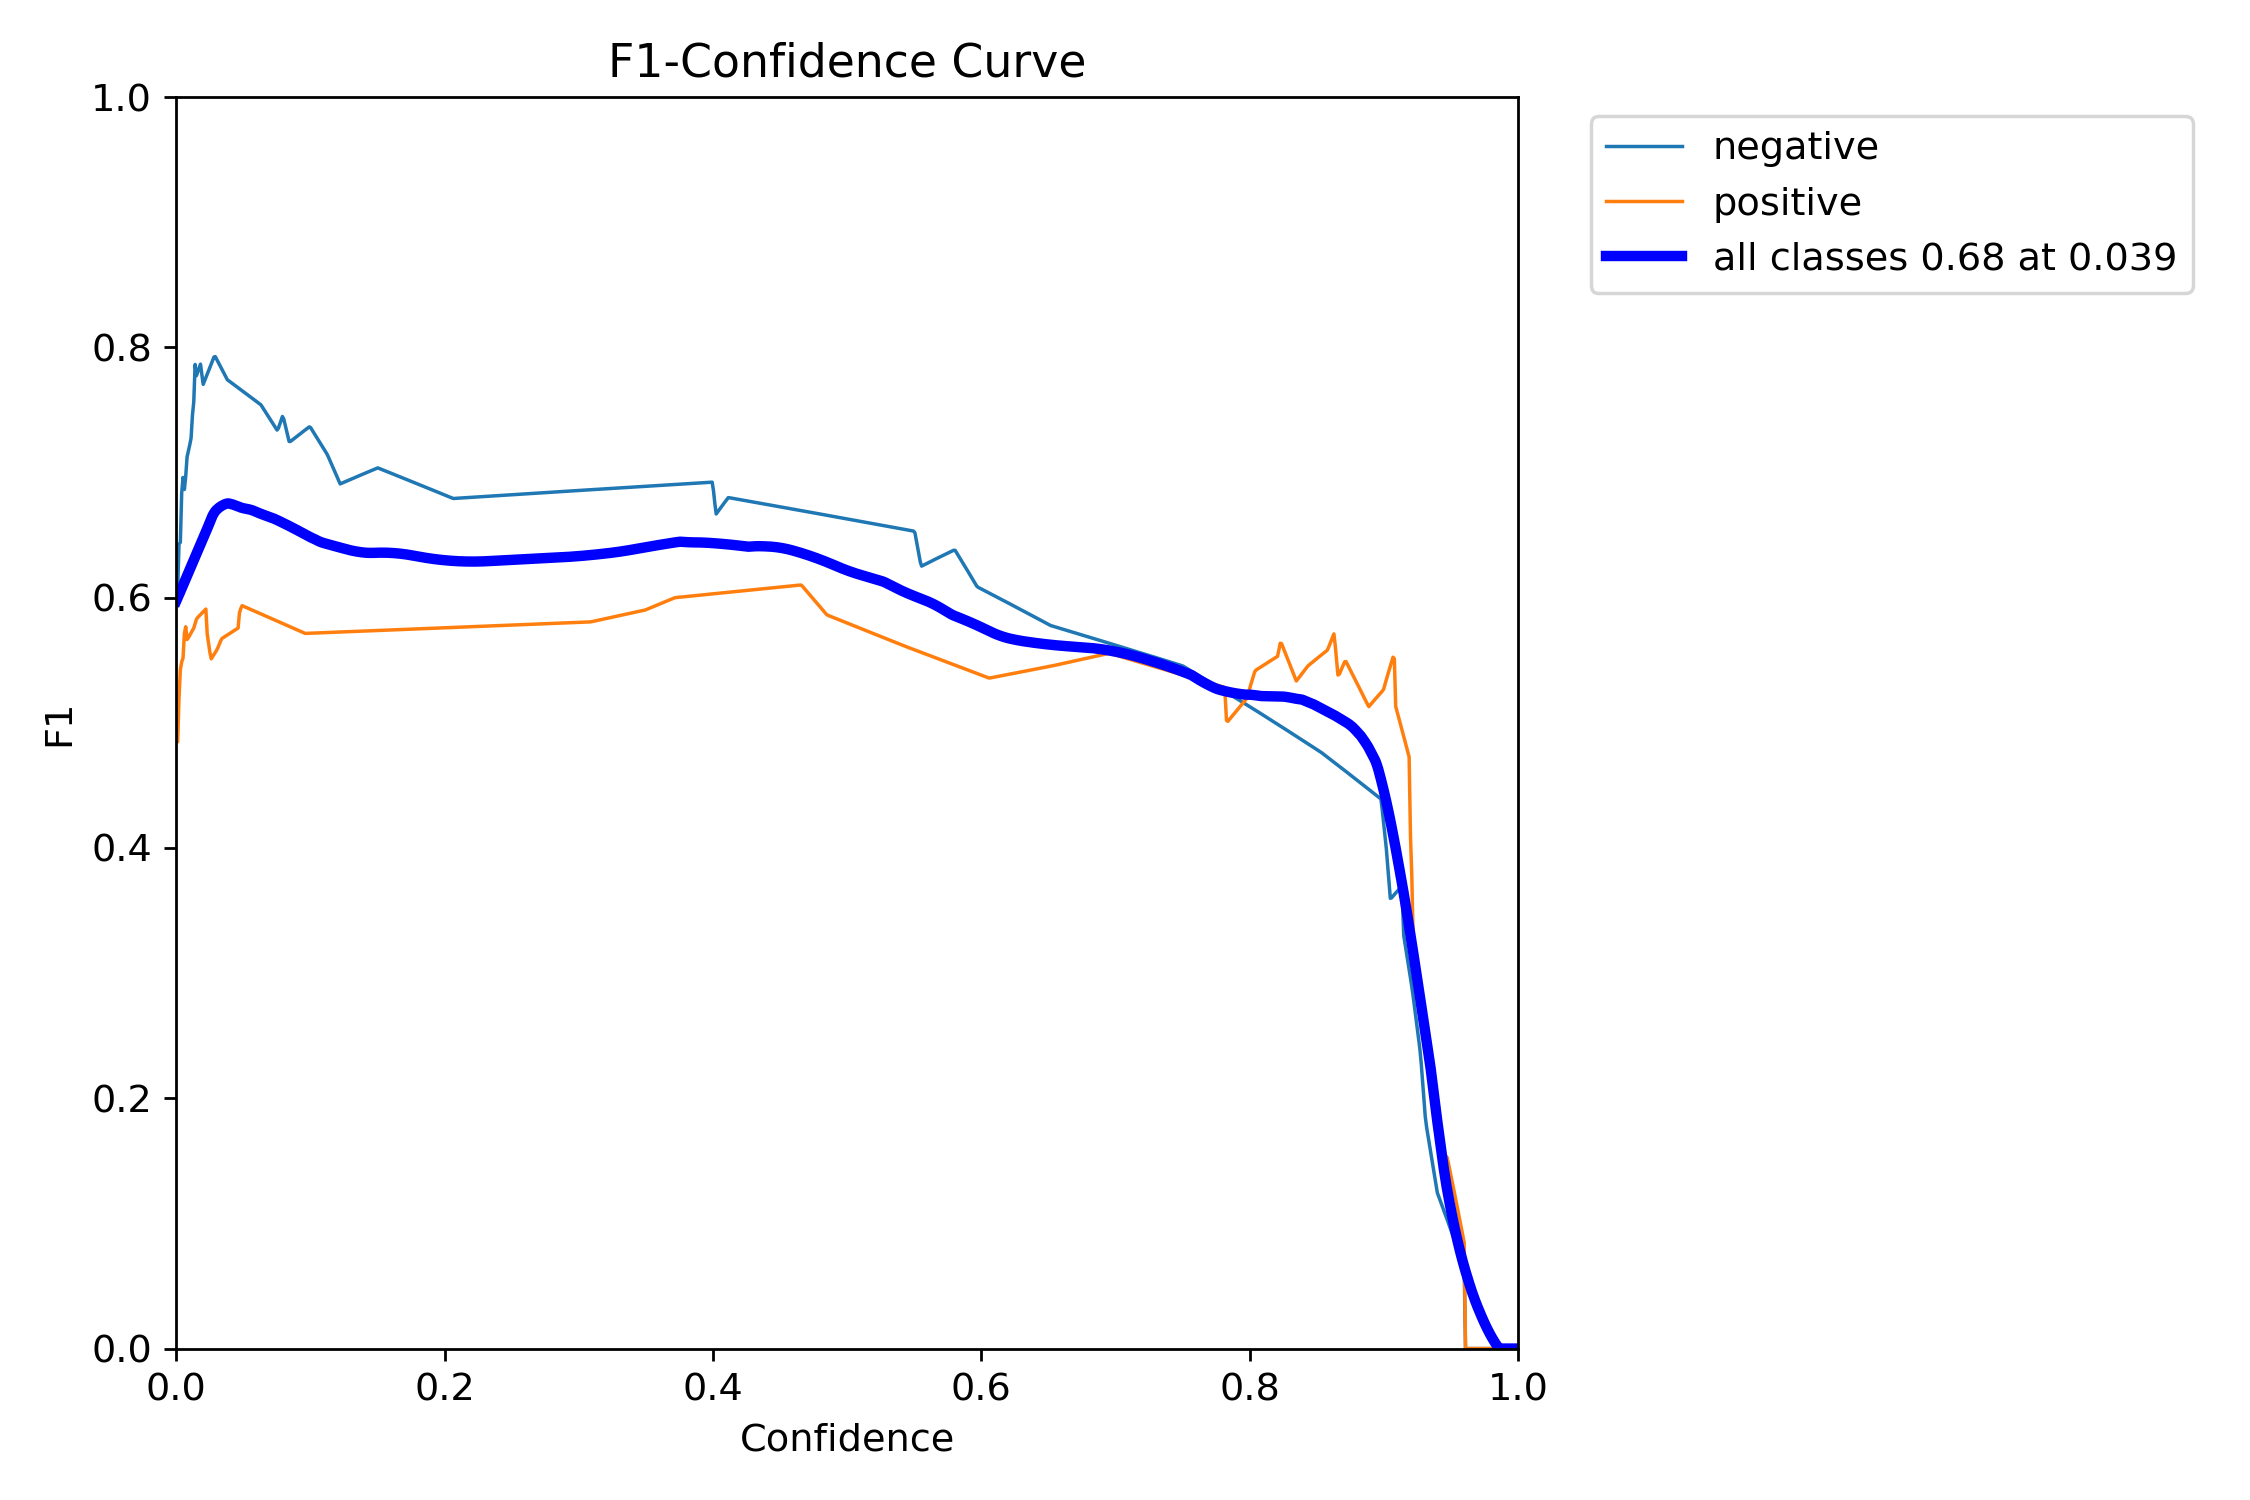 F1-Confidence Curve
1.0
0.8
0.6
0.4
0.2
0.0
F1
0.0 0.2 0.4 0.6 0.8 1.0
Confidence
negative
positive
all classes 0.68 at 0.039